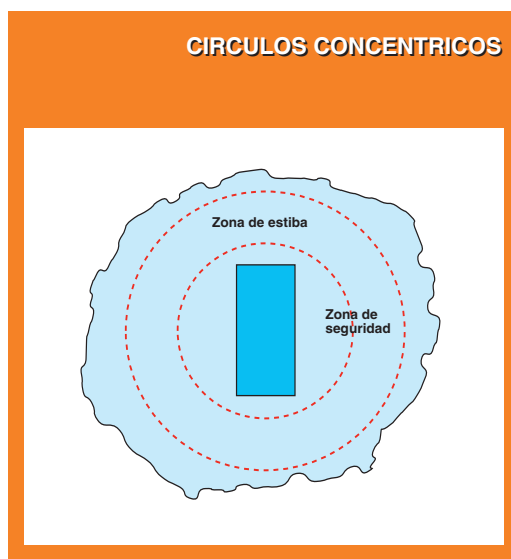 CIRCULOS CONCENTRICOS
Zona de estiba
Zona de
seguridad